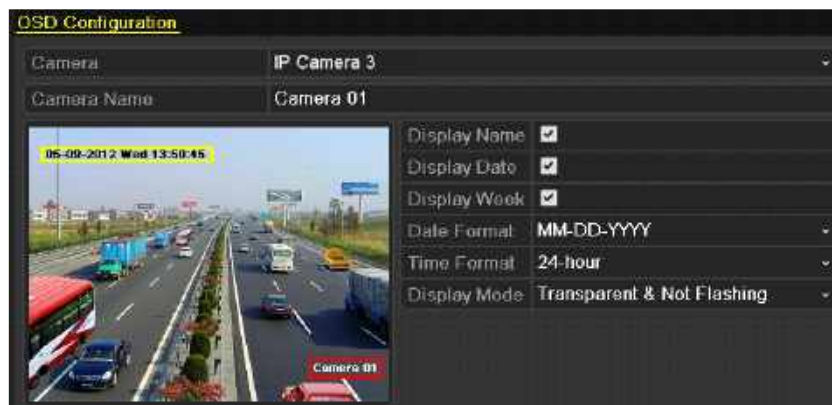 OSD Configuration
Camera IP Camera 3
Camera Name Camera 01
05-09-2012 Wed 13:50:45
Camera 01
Display Name
Display Date
Display Week
Date Format MM-DD-YYYY
Time Format 24-hour
Display Mode Transparent & Not Flashing